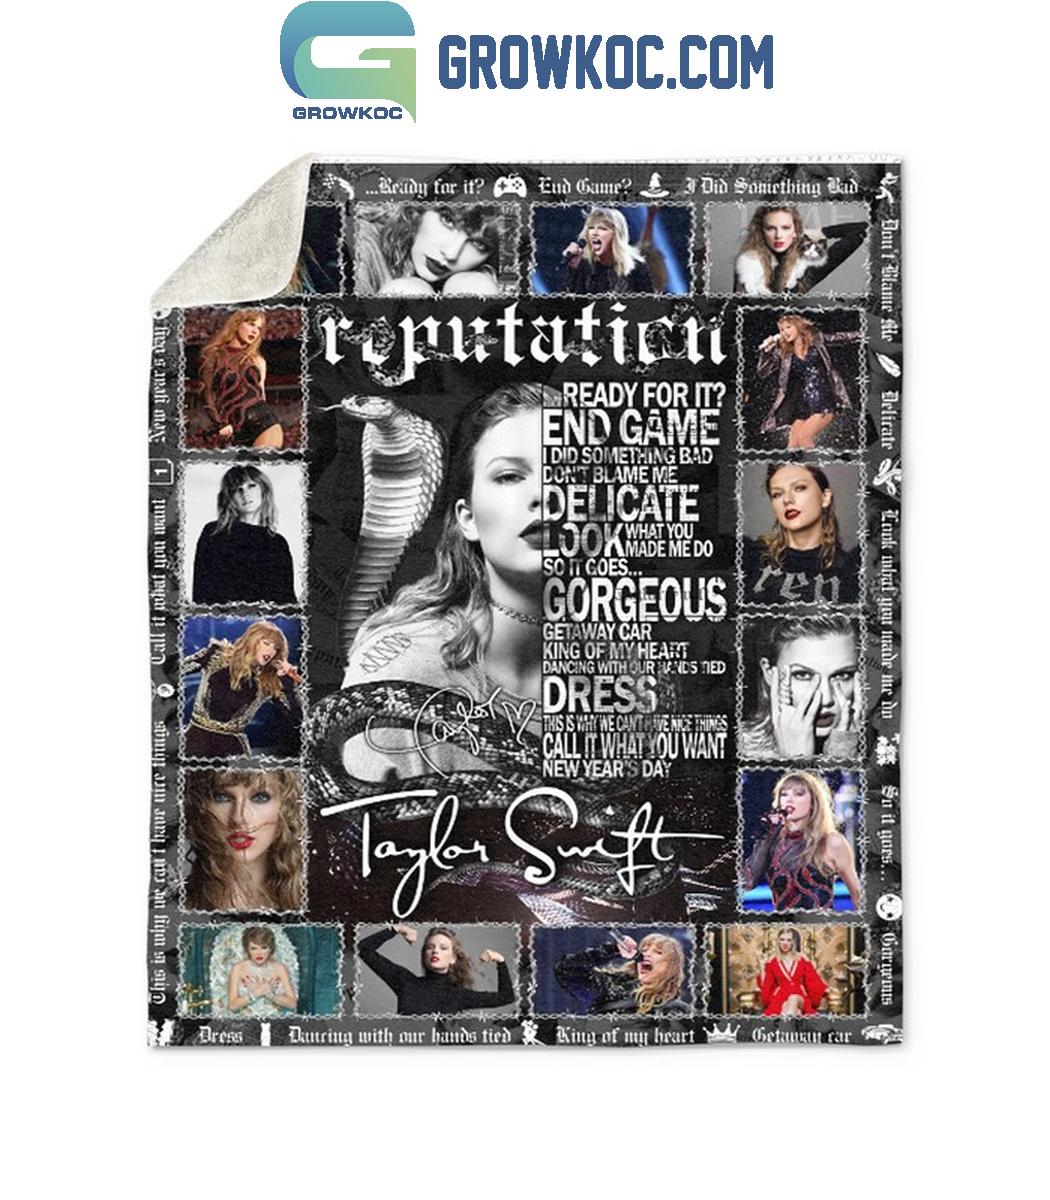 GROWKOC
GROWKOC.COM
...Ready for it?
End Game?
I Did Something Bad
Don't Blame Me
Delicate
Look what you made me do
So it goes...
Gorgeous
reputation
...READY FOR IT?
END GAME
I DID SOMETHING BAD
DON'T BLAME ME
DELICATE
LOOK WHAT YOU
MADE ME DO
SO IT GOES...
GORGEOUS
GETAWAY CAR
KING OF MY HEART
DANCING WITH OUR HANDS TIED
DRESS
THIS IS WHY WE CAN'T HAVE NICE THINGS
CALL IT WHAT YOU WANT
NEW YEAR'S DAY
Taylor
Taylor Swift
ren
New year's day
1
Call it what you want
This is why we can't have nice things
Dress
Dancing with our hands tied
King of my heart
Getaway car